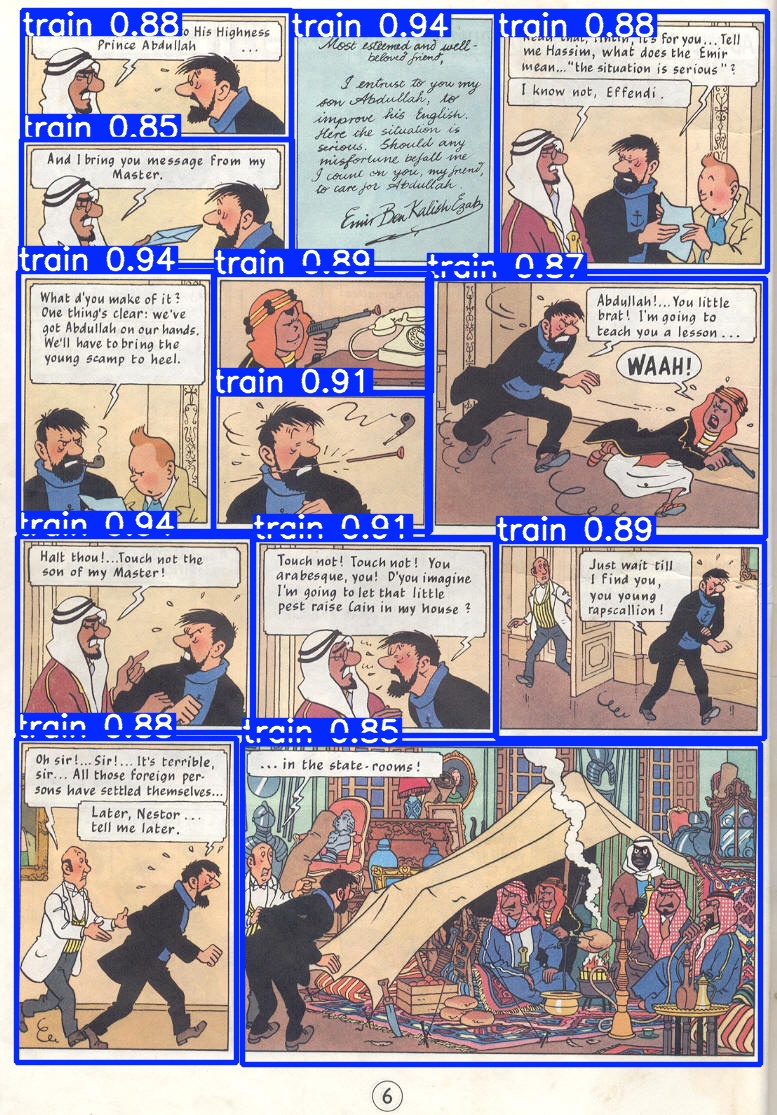 train 0.88
to His Highness
Prince Abdullah ...
train 0.85
And I bring you message from my
Master.
train 0.94
Most esteemed and well-
beloved friend,
I entrust to you my
son Abdullah, to
improve his English.
Here the situation is
serious. Should any
misfortune befall me
I count on you, my friend,
to care for Abdullah.
Emir Ben Kalish Ezab
train 0.88
Read that, Tintin, it's for you... Tell
me Hassim, what does the Emir
mean..."the situation is serious"?
I know not, Effendi.
train 0.94
What d'you make of it?
One thing's clear: we've
got Abdullah on our hands.
We'll have to bring the
young scamp to heel.
train 0.89
train 0.91
train 0.87
Abdullah!...You little
brat! I'm going to
teach you a lesson ...
WAAH!
train 0.94
Halt thou!...Touch not the
son of my Master!
train 0.91
Touch not! Touch not! You
arabesque, you! D'you imagine
I'm going to let that little
pest raise Cain in my house?
train 0.89
Just wait till
I find you,
you young
rapscallion!
train 0.88
Oh sir!...Sir!... It's terrible,
sir... All those foreign per-
sons have settled themselves...
Later, Nestor ...
tell me later.
train 0.85
... in the state-rooms!
6